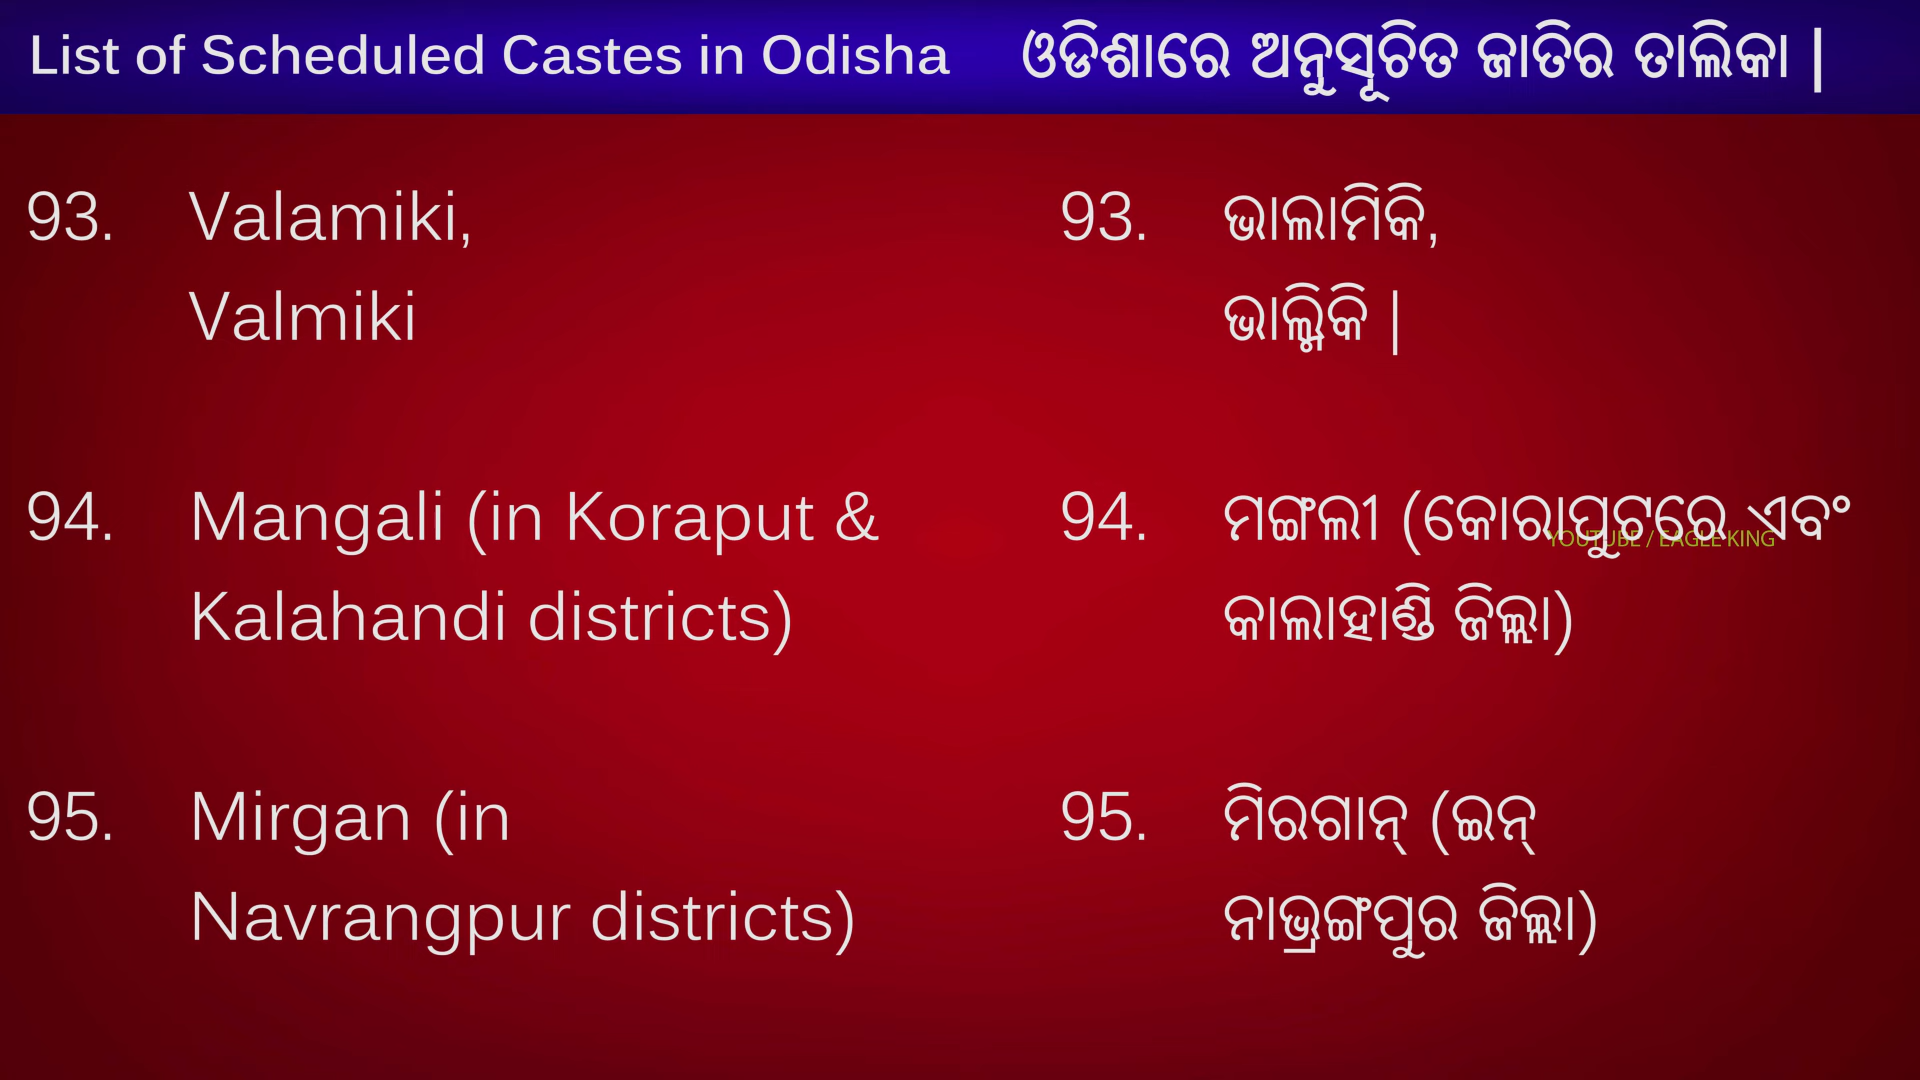 List of Scheduled Castes in Odisha
ଓଡିଶାରେ ଅନୁସୂଚିତ ଜାତିର ତାଲିକା |
93. Valamiki,
Valmiki
94. Mangali (in Koraput &
Kalahandi districts)
95. Mirgan (in
Navrangpur districts)
93. ଭାଲାମିକି,
ଭାଲ୍ମିକି |
94. ମଙ୍ଗଲୀ (କୋରାପୁଟରେ ଏବଂ
କାଲାହାଣ୍ଡି ଜିଲ୍ଲା)
95. ମିରଗାନ୍ (ଇନ୍
ନାଭ୍ରଙ୍ଗପୁର ଜିଲ୍ଲା)
YOUTUBE / EAGLE KING